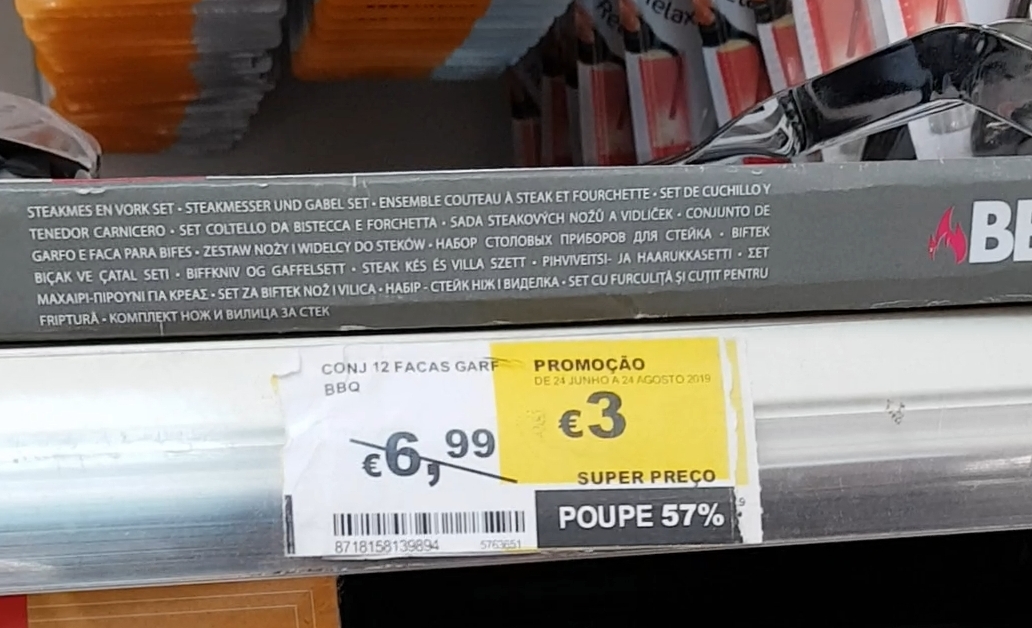 Relax
STEAKMES EN VORK SET • STEAKMESSER UND GABEL SET • ENSEMBLE COUTEAU À STEAK ET FOURCHETTE • SET DE CUCHILLO Y
TENEDOR CARNICERO • SET COLTELLO DA BISTECCA E FORCHETTA • SADA STEAKOVÝCH NOŽŮ A VIDLIČEK • CONJUNTO DE
GARFO E FACA PARA BIFES • ZESTAW NOŻY I WIDELCY DO STEKÓW • НАБОР СТОЛОВЫХ ПРИБОРОВ ДЛЯ СТЕЙКА • BIFTEK
BIÇAK VE ÇATAL SETI • BIFFKNIV OG GAFFELSETT • STEAK KÉS ÉS VILLA SZETT • PIHVIVEITSI- JA HAARUKKASETTI • ΣΕΤ
ΜΑΧΑΙΡΙ-ΠΙΡΟΥΝΙ ΓΙΑ ΚΡΕΑΣ • SET ZA BIFTEK NOŽ I VILICA • НАБІР - СТЕЙК НІЖ І ВИДЕЛКА • SET CU FURCULIȚĂ ȘI CUȚIT PENTRU
FRIPTURĂ • КОМПЛЕКТ НОЖ И ВИЛИЦА ЗА СТЕК
CONJ 12 FACAS GARF
BBQ
€6,99
8718158139894 5763651
PROMOÇÃO
DE 24 JUNHO A 24 AGOSTO 2019
€3
SUPER PREÇO
POUPE 57%